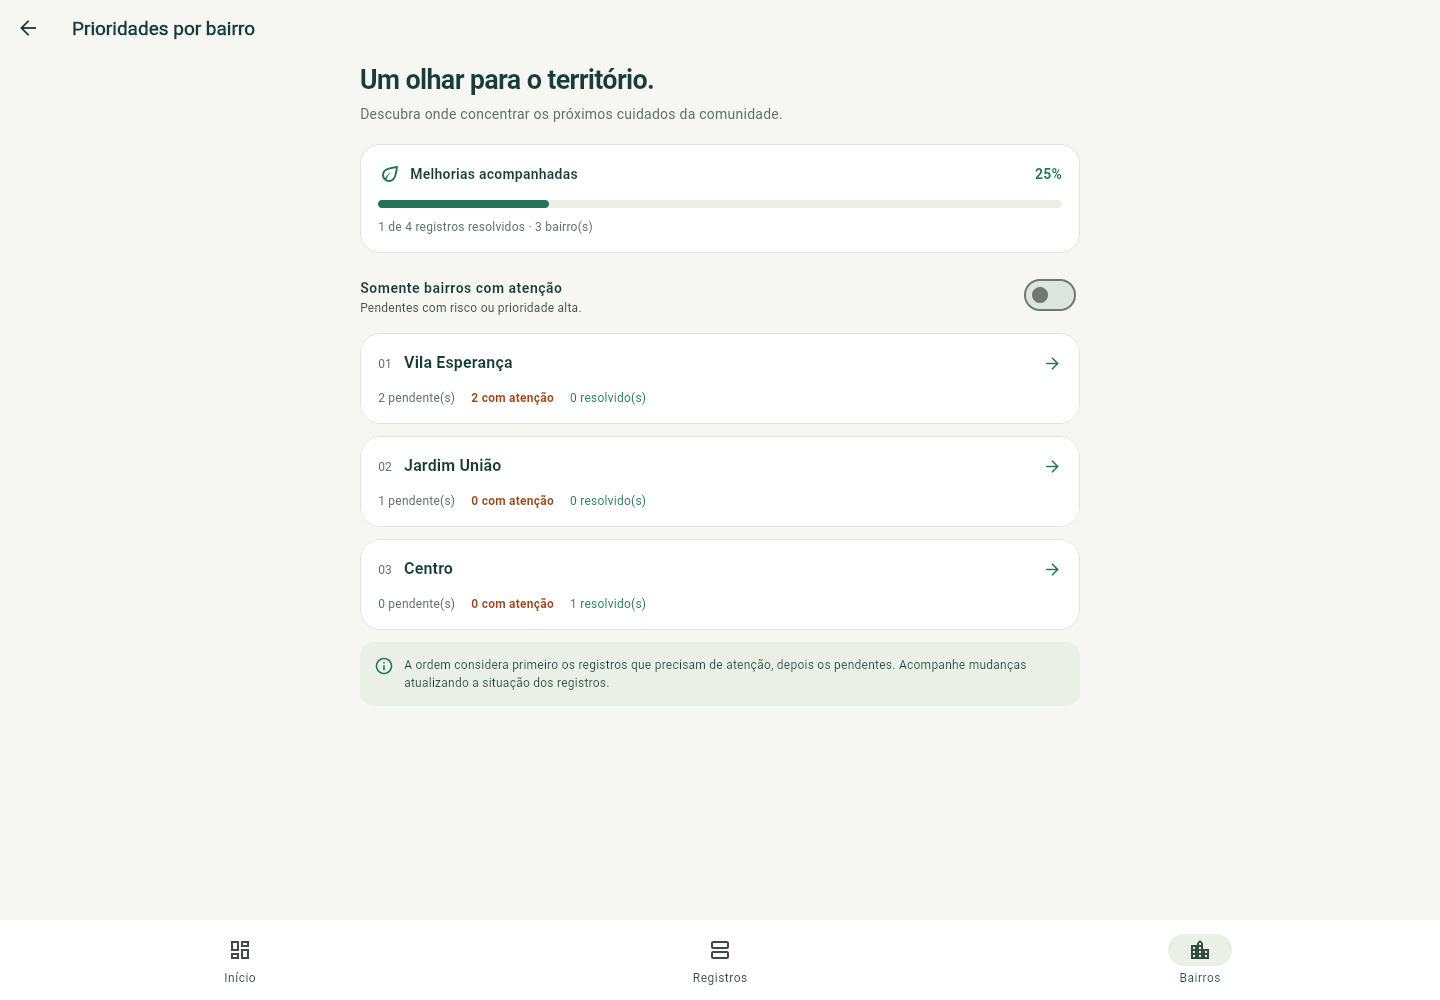 Prioridades por bairro
Um olhar para o território.
Descubra onde concentrar os próximos cuidados da comunidade.
Melhorias acompanhadas 25%
1 de 4 registros resolvidos · 3 bairro(s)
Somente bairros com atenção
Pendentes com risco ou prioridade alta.
01 Vila Esperança
2 pendente(s) 2 com atenção 0 resolvido(s)
02 Jardim União
1 pendente(s) 0 com atenção 0 resolvido(s)
03 Centro
0 pendente(s) 0 com atenção 1 resolvido(s)
A ordem considera primeiro os registros que precisam de atenção, depois os pendentes. Acompanhe mudanças
atualizando a situação dos registros.
Início Registros Bairros